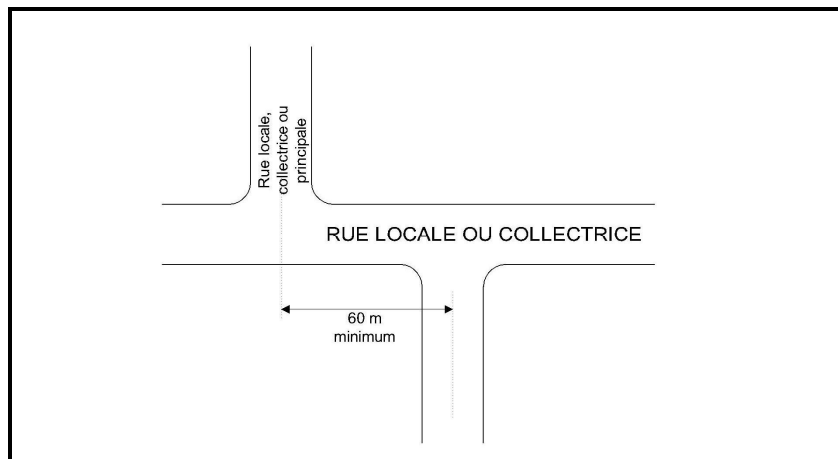 Rue locale,
collectrice ou
principale
RUE LOCALE OU COLLECTRICE
60 m
minimum